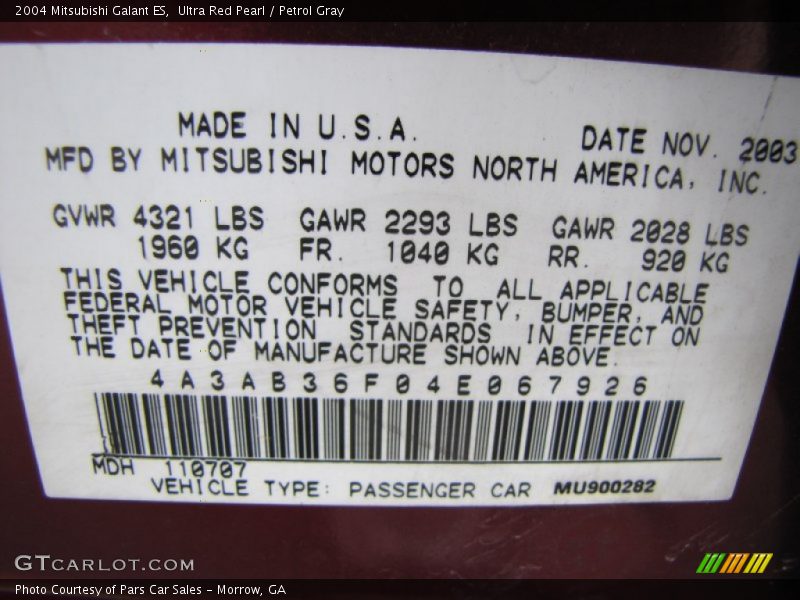 2004 Mitsubishi Galant ES,  Ultra Red Pearl / Petrol Gray
MADE IN U.S.A. DATE NOV. 2003
MFD BY MITSUBISHI MOTORS NORTH AMERICA, INC.
GVWR 4321 LBS GAWR 2293 LBS GAWR 2028 LBS
1960 KG FR. 1040 KG RR. 920 KG
THIS VEHICLE CONFORMS TO ALL APPLICABLE
FEDERAL MOTOR VEHICLE SAFETY, BUMPER, AND
THEFT PREVENTION STANDARDS IN EFFECT ON
THE DATE OF MANUFACTURE SHOWN ABOVE.
4A3AB36F04E067926
MDH 110707
VEHICLE TYPE: PASSENGER CAR MU900282
GTCARLOT.COM
Photo Courtesy of Pars Car Sales - Morrow, GA